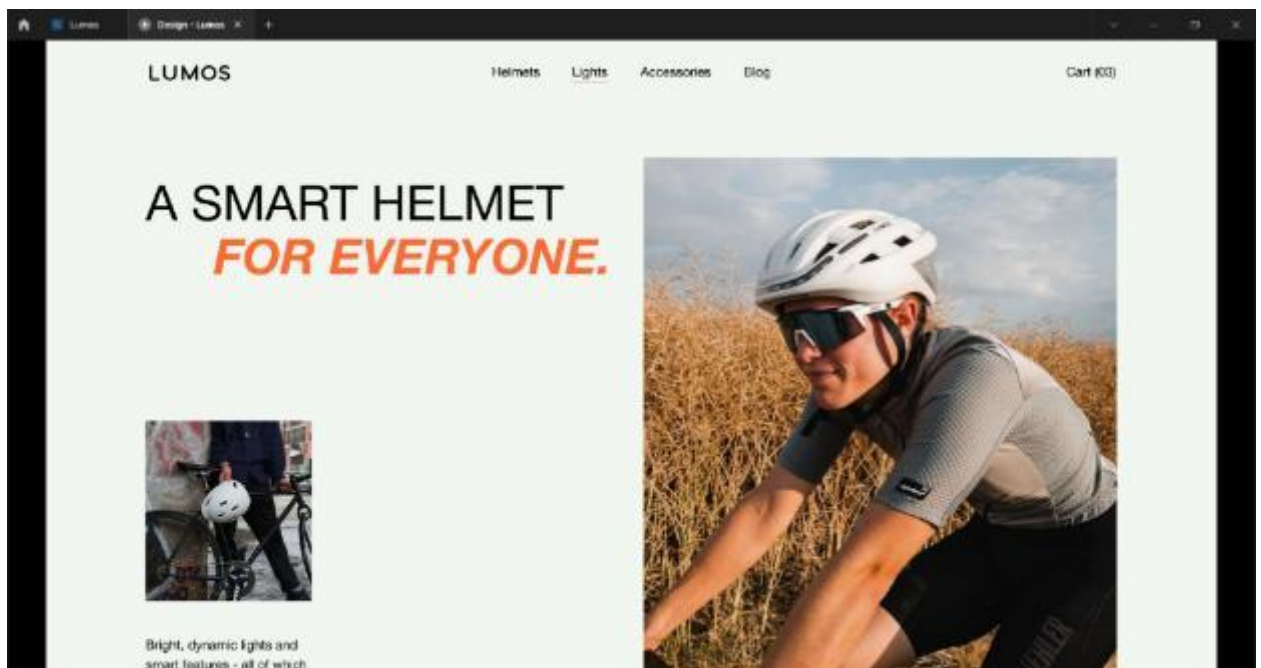 Lumos
Design - Lumos
LUMOS
Helmets Lights Accessories Blog
Cart (03)
A SMART HELMET
FOR EVERYONE.
Bright, dynamic lights and
smart features - all of which